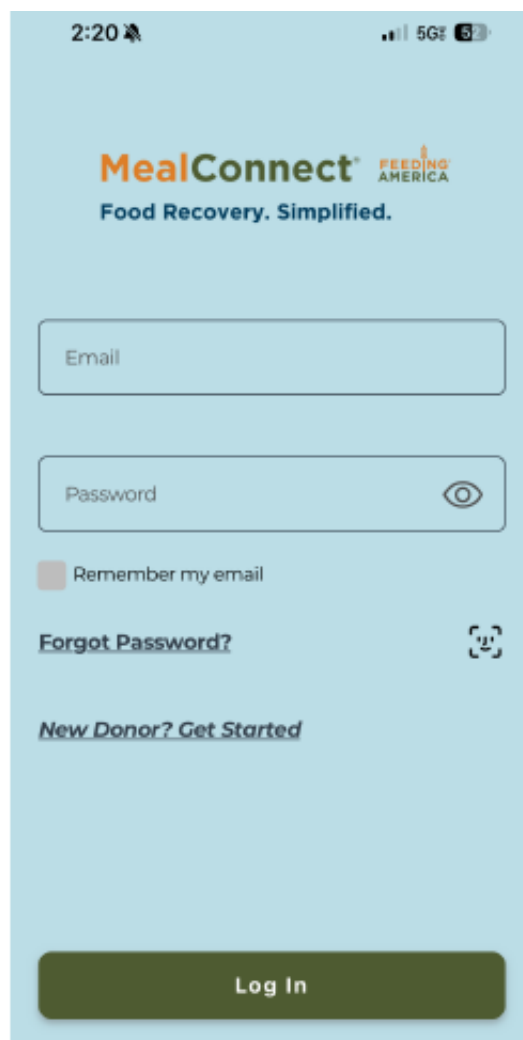 2:20 5G 52
MealConnect® FEEDING AMERICA
Food Recovery. Simplified.
Email
Password
Remember my email
Forgot Password?
New Donor? Get Started
Log In